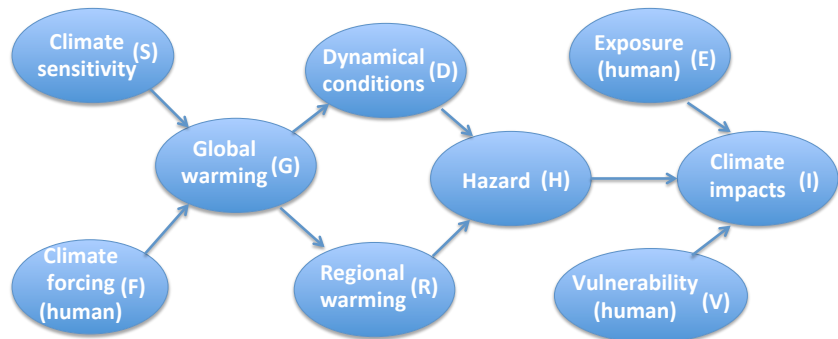 Climate
sensitivity (S)
Dynamical
conditions (D)
Exposure
(human) (E)
Global
warming (G)
Hazard (H)
Climate
impacts (I)
Climate
forcing (F)
(human)
Regional
warming (R)
Vulnerability
(human) (V)